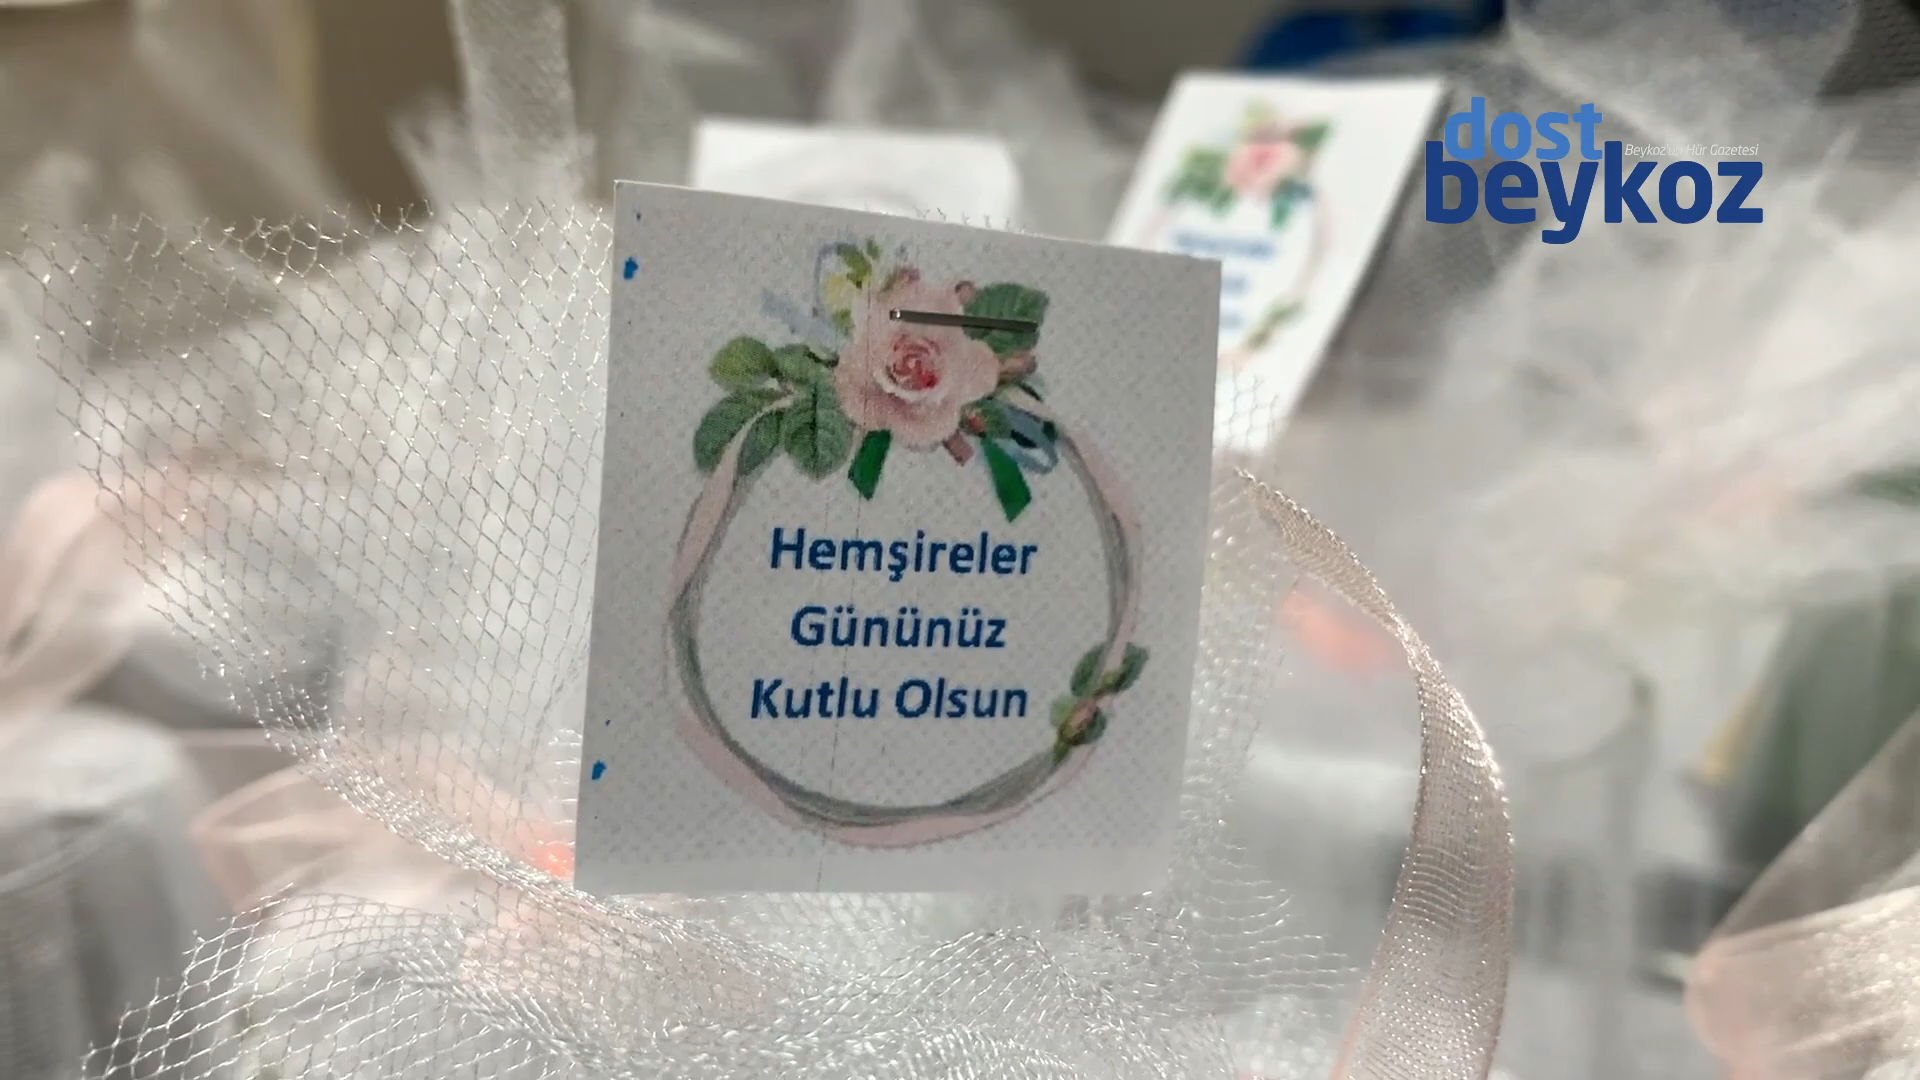 dost
beykoz
Beykoz'un Hür Gazetesi
Hemşireler
Gününüz
Kutlu Olsun